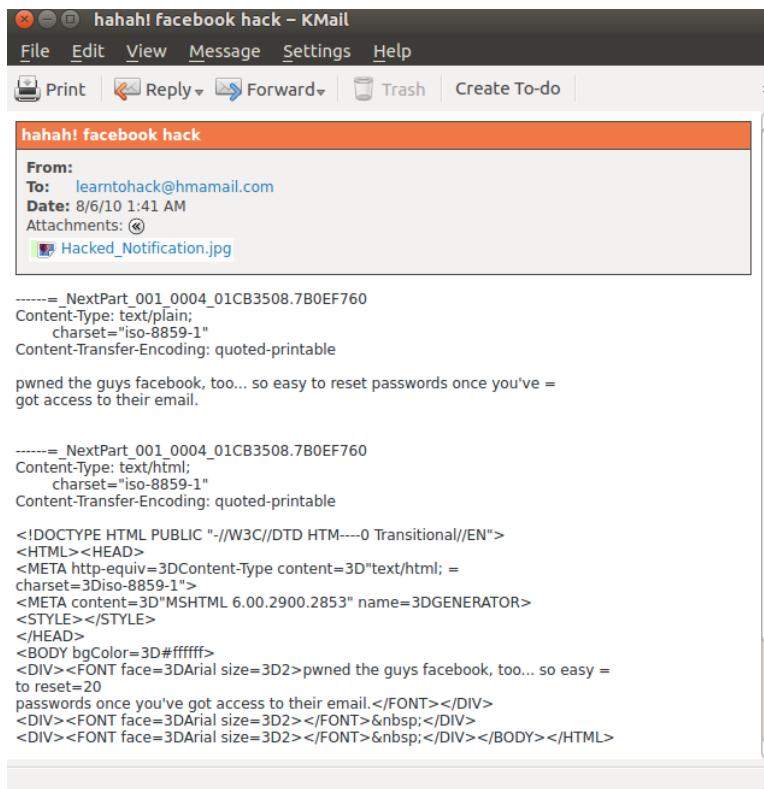 hahah! facebook hack – KMail
File Edit View Message Settings Help
Print Reply Forward Trash Create To-do
hahah! facebook hack
From:
To: learntohack@hmamail.com
Date: 8/6/10 1:41 AM
Attachments:
Hacked_Notification.jpg
------=_NextPart_001_0004_01CB3508.7B0EF760
Content-Type: text/plain;
charset="iso-8859-1"
Content-Transfer-Encoding: quoted-printable
pwned the guys facebook, too... so easy to reset passwords once you've =
got access to their email.
------=_NextPart_001_0004_01CB3508.7B0EF760
Content-Type: text/html;
charset="iso-8859-1"
Content-Transfer-Encoding: quoted-printable
<!DOCTYPE HTML PUBLIC "-//W3C//DTD HTM----0 Transitional//EN">
<HTML><HEAD>
<META http-equiv=3DContent-Type content=3D"text/html; =
charset=3Diso-8859-1">
<META content=3D"MSHTML 6.00.2900.2853" name=3DGENERATOR>
<STYLE></STYLE>
</HEAD>
<BODY bgColor=3D#ffffff>
<DIV><FONT face=3DArial size=3D2>pwned the guys facebook, too... so easy =
to reset=20
passwords once you've got access to their email.</FONT></DIV>
<DIV><FONT face=3DArial size=3D2></FONT>&nbsp;</DIV>
<DIV><FONT face=3DArial size=3D2></FONT>&nbsp;</DIV></BODY></HTML>